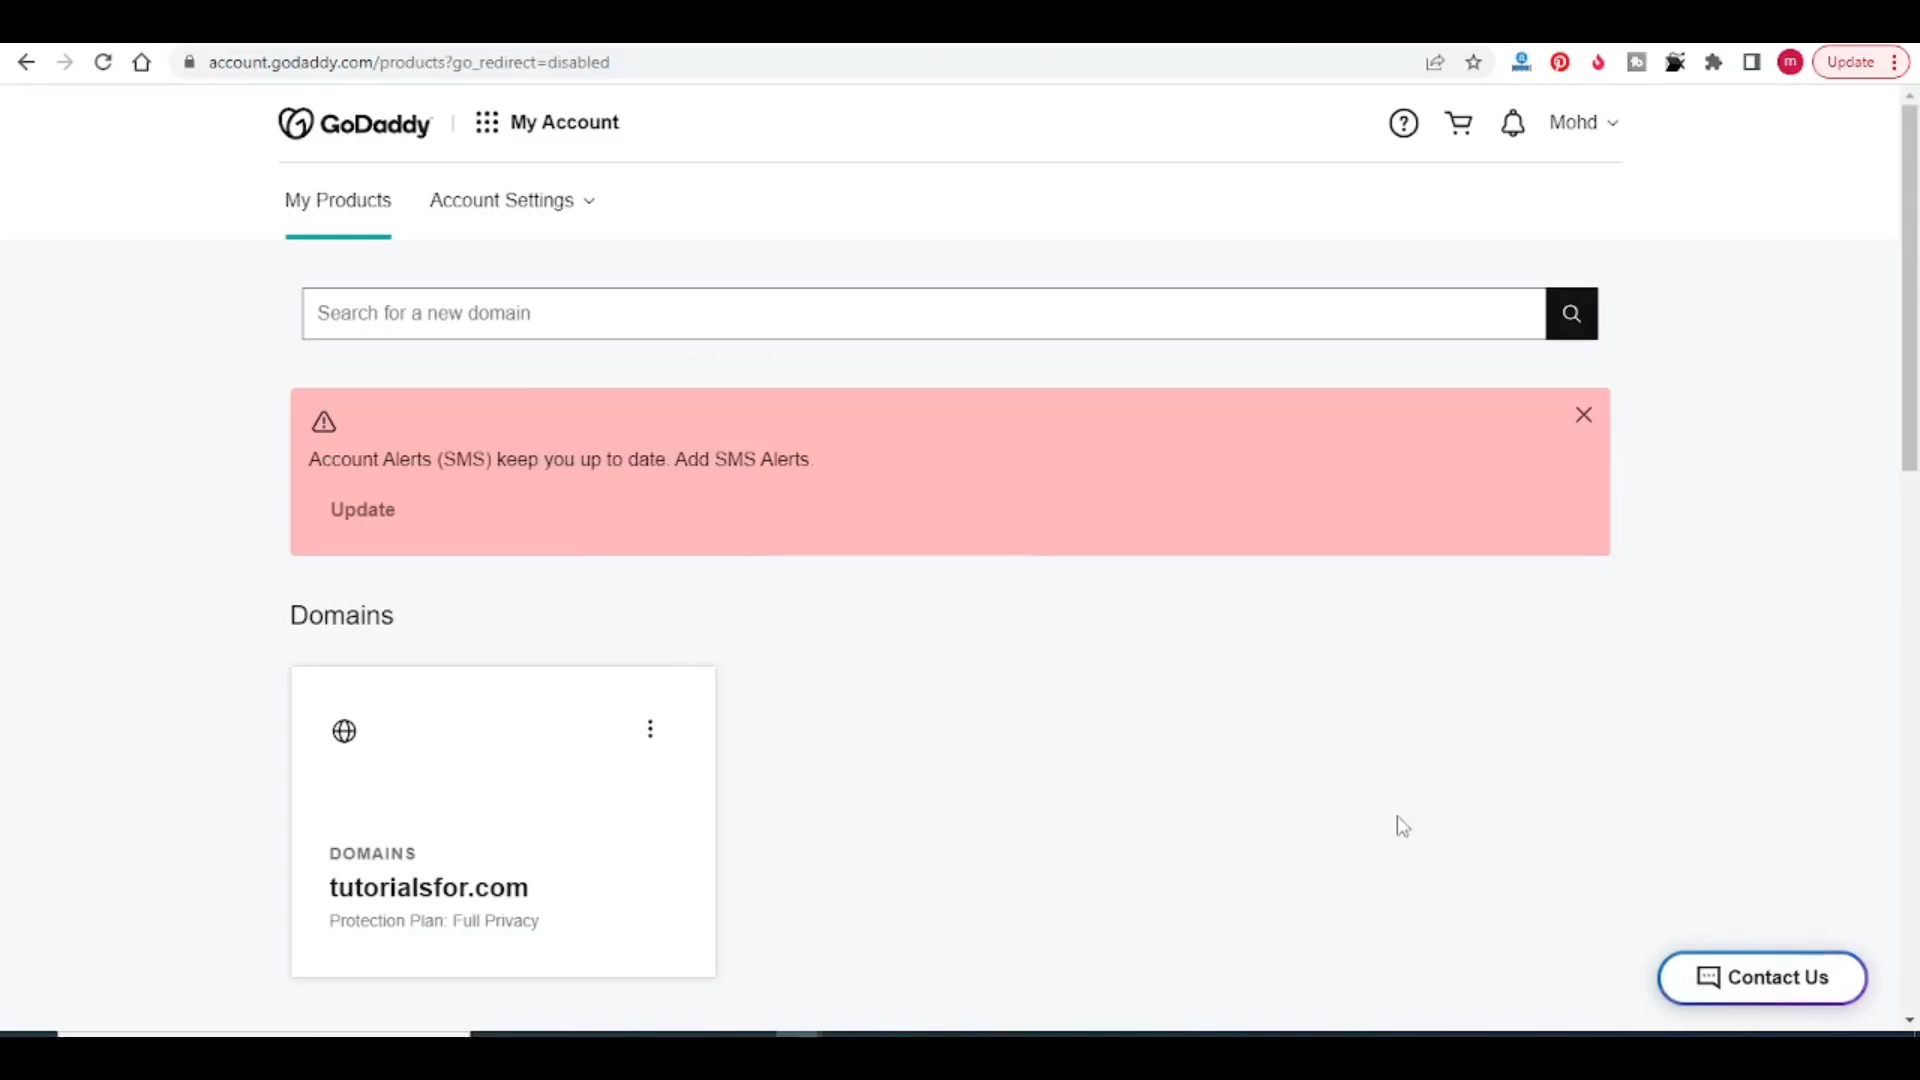 account.godaddy.com/products?go_redirect=disabled
m
Update
GoDaddy
My Account
Mohd
My Products
Account Settings
Search for a new domain
Account Alerts (SMS) keep you up to date. Add SMS Alerts.
Update
Domains
DOMAINS
tutorialsfor.com
Protection Plan: Full Privacy
Contact Us